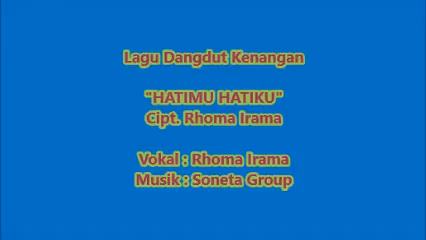 Lagu Dangdut Kenangan
"HATIMU HATIKU"
Cipt. Rhoma Irama
Vokal : Rhoma Irama
Musik : Soneta Group